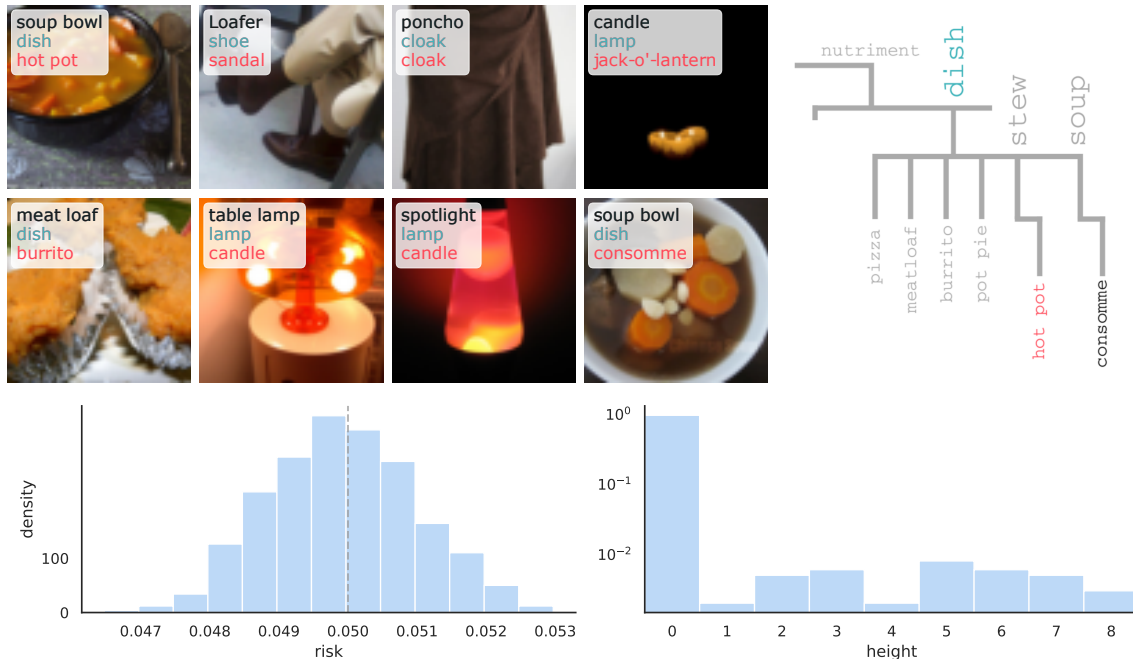 soup bowl
dish
hot pot
Loafer
shoe
sandal
poncho
cloak
cloak
candle
lamp
jack-o'-lantern
nutriment
dish
stew
soup
meat loaf
dish
burrito
table lamp
lamp
candle
spotlight
lamp
candle
soup bowl
dish
consomme
pizza
meatloaf
burrito
pot pie
hot pot
consomme
density
100
0
0.047 0.048 0.049 0.050 0.051 0.052 0.053
risk
10⁰
10⁻¹
10⁻²
0 1 2 3 4 5 6 7 8
height